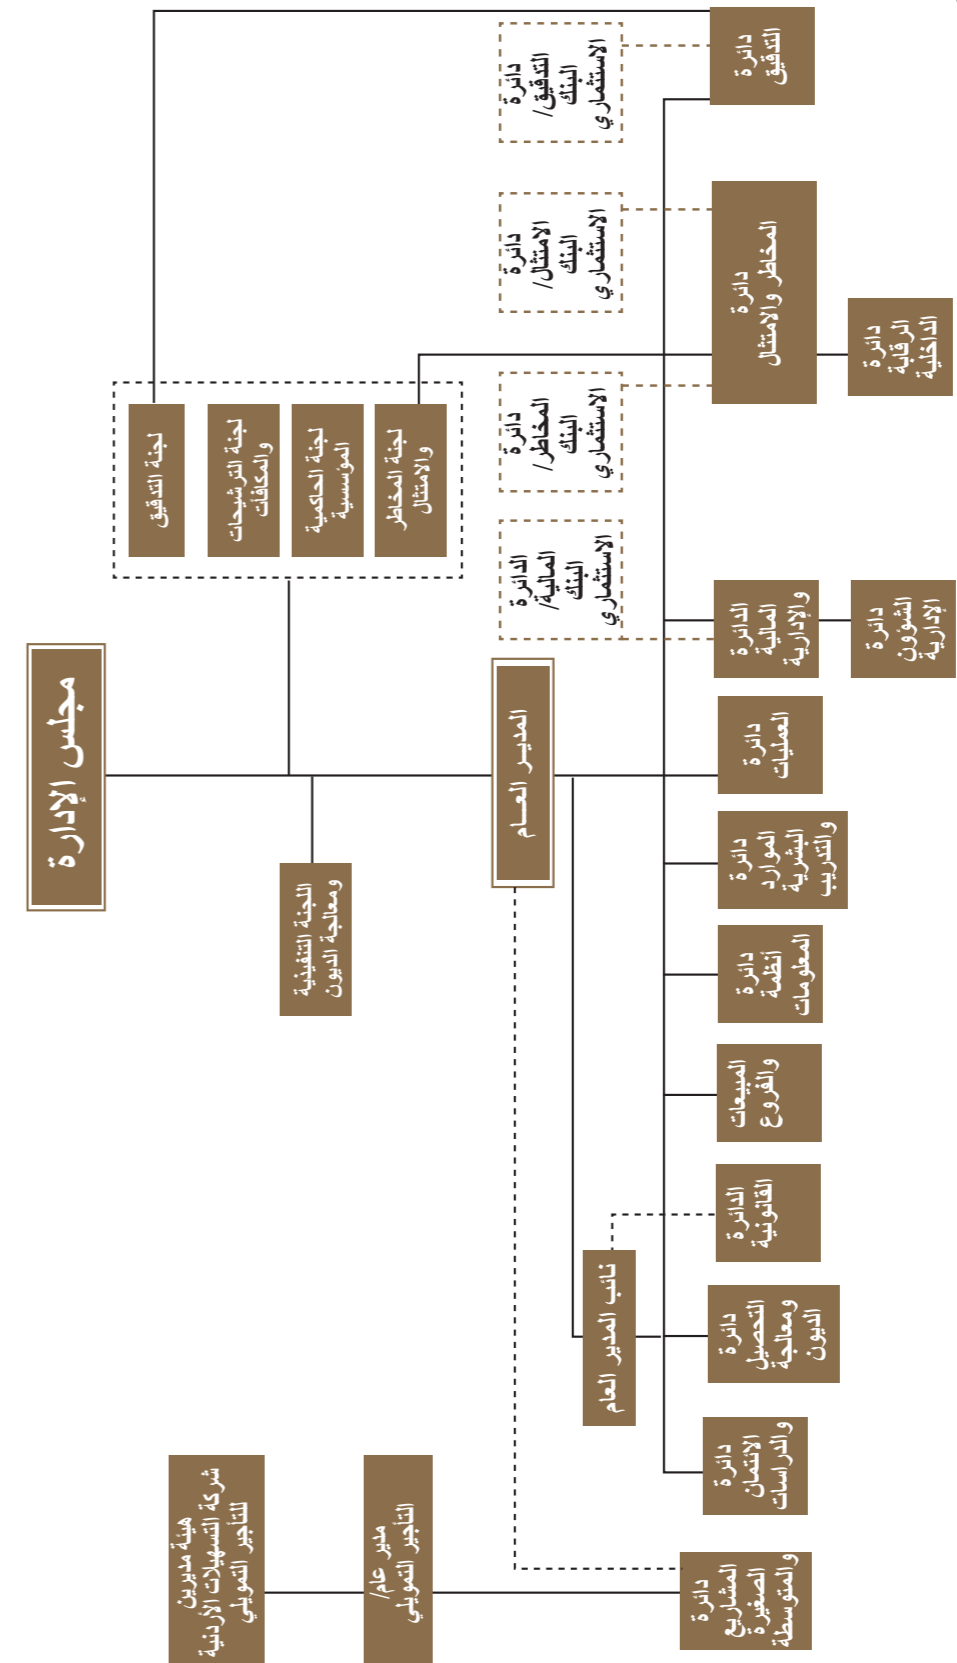 مجلس الإدارة
لجنة التدقيق
لجنة الترشيحات
والمكافآت
لجنة الحاكمية
المؤسسية
لجنة المخاطر
والامتثال
اللجنة التنفيذية
ومعالجة الديون
المديـر العـام
نائب المدير العام
هيئة مديرين
شركة التسهيلات الأردنية
للتأجير التمويلي
مدير عام/
التأجير التمويلي
دائرة
التدقيق/
البنك
الاستثماري
دائرة
الامتثال/
البنك
الاستثماري
دائرة
المخاطر/
البنك
الاستثماري
الدائرة
المالية/
البنك
الاستثماري
دائرة
التدقيق
دائرة
المخاطر والامتثال
دائرة
الرقابة
الداخلية
الدائرة
المالية
والإدارية
دائرة
الشؤون
الإدارية
دائرة
العمليات
دائرة
الموارد
البشرية
والتدريب
دائرة
أنظمة
المعلومات
المبيعات
والفروع
الدائرة
القانونية
دائرة
التحصيل
ومعالجة
الديون
دائرة
الائتمان
والدراسات
دائرة
المشاريع
الصغيرة
والمتوسطة